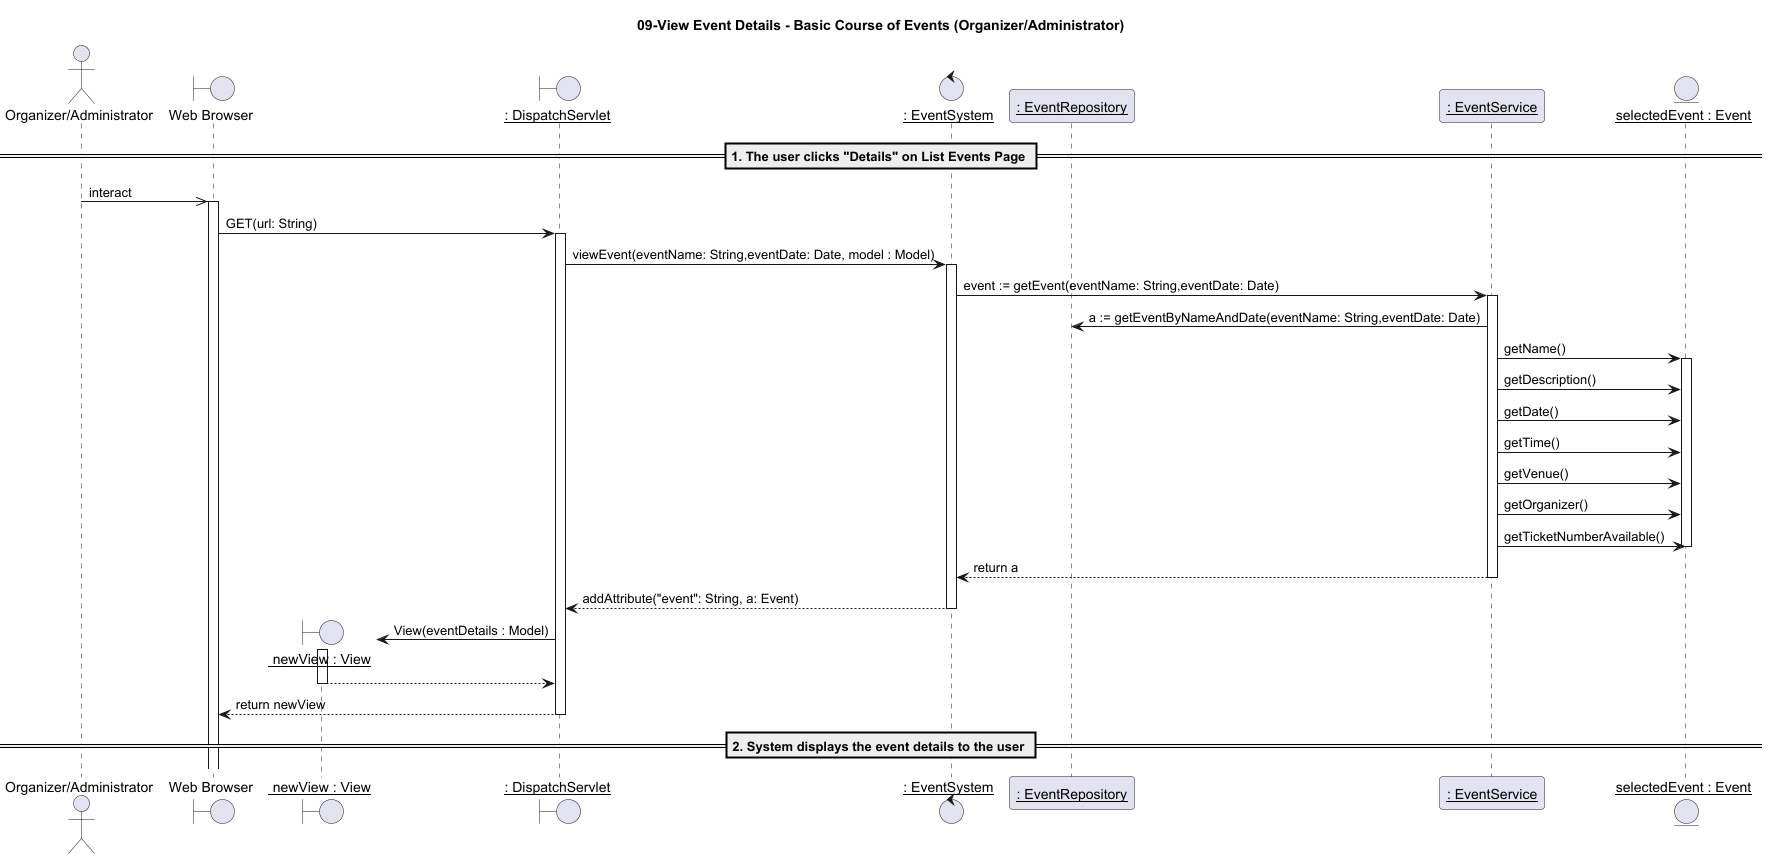 09-View Event Details - Basic Course of Events (Organizer/Administrator)
Organizer/Administrator
Web Browser
: DispatchServlet
: EventSystem
: EventRepository
: EventService
selectedEvent : Event
1. The user clicks "Details" on List Events Page
interact
GET(url: String)
viewEvent(eventName: String,eventDate: Date, model : Model)
event := getEvent(eventName: String,eventDate: Date)
a := getEventByNameAndDate(eventName: String,eventDate: Date)
getName()
getDescription()
getDate()
getTime()
getVenue()
getOrganizer()
getTicketNumberAvailable()
return a
addAttribute("event": String, a: Event)
View(eventDetails : Model)
newView : View
return newView
2. System displays the event details to the user
Organizer/Administrator
Web Browser
newView : View
: DispatchServlet
: EventSystem
: EventRepository
: EventService
selectedEvent : Event